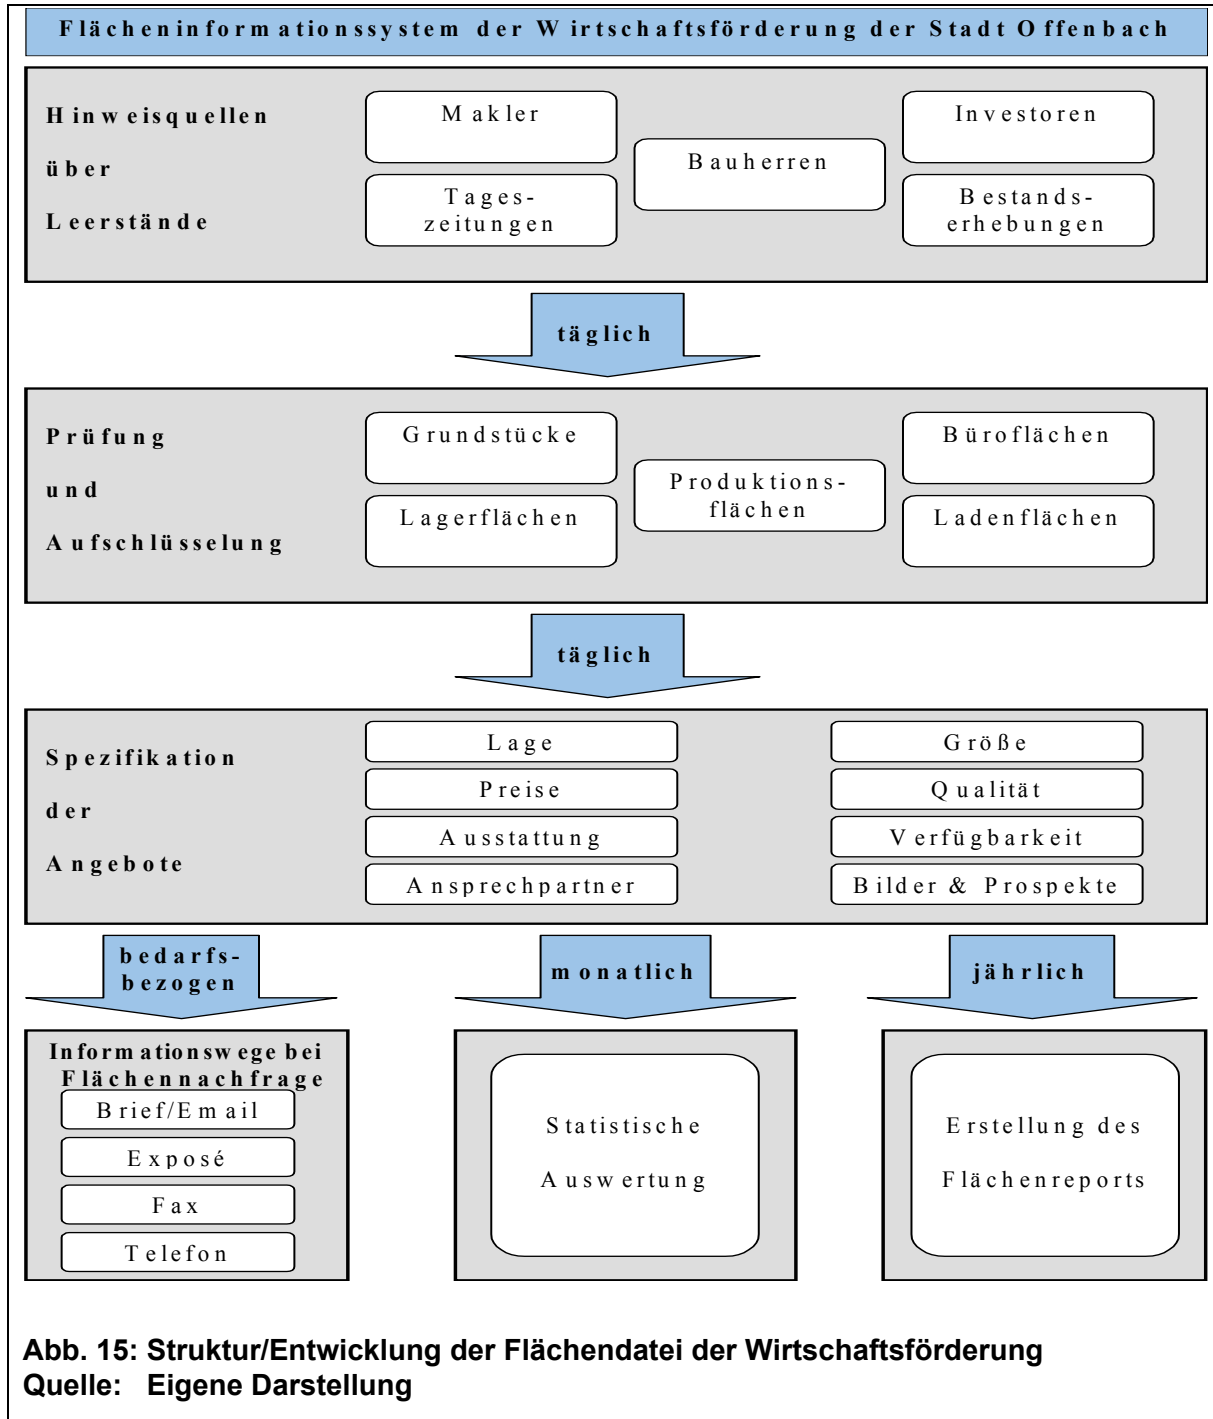 Flächeninformationssystem der Wirtschaftsförderung der Stadt Offenbach
Hinweisquellen
über
Leerstände
Makler
Tages-
zeitungen
Bauherren
Investoren
Bestands-
erhebungen
täglich
Prüfung
und
Aufschlüsselung
Grundstücke
Lagerflächen
Produktions-
flächen
Büroflächen
Ladenflächen
täglich
Spezifikation
der
Angebote
Lage
Preise
Ausstattung
Ansprechpartner
Größe
Qualität
Verfügbarkeit
Bilder & Prospekte
bedarfs-
bezogen
monatlich
jährlich
Informationswege bei
Flächennachfrage
Brief/Email
Exposé
Fax
Telefon
Statistische
Auswertung
Erstellung des
Flächenreports
Abb. 15: Struktur/Entwicklung der Flächendatei der Wirtschaftsförderung
Quelle: Eigene Darstellung